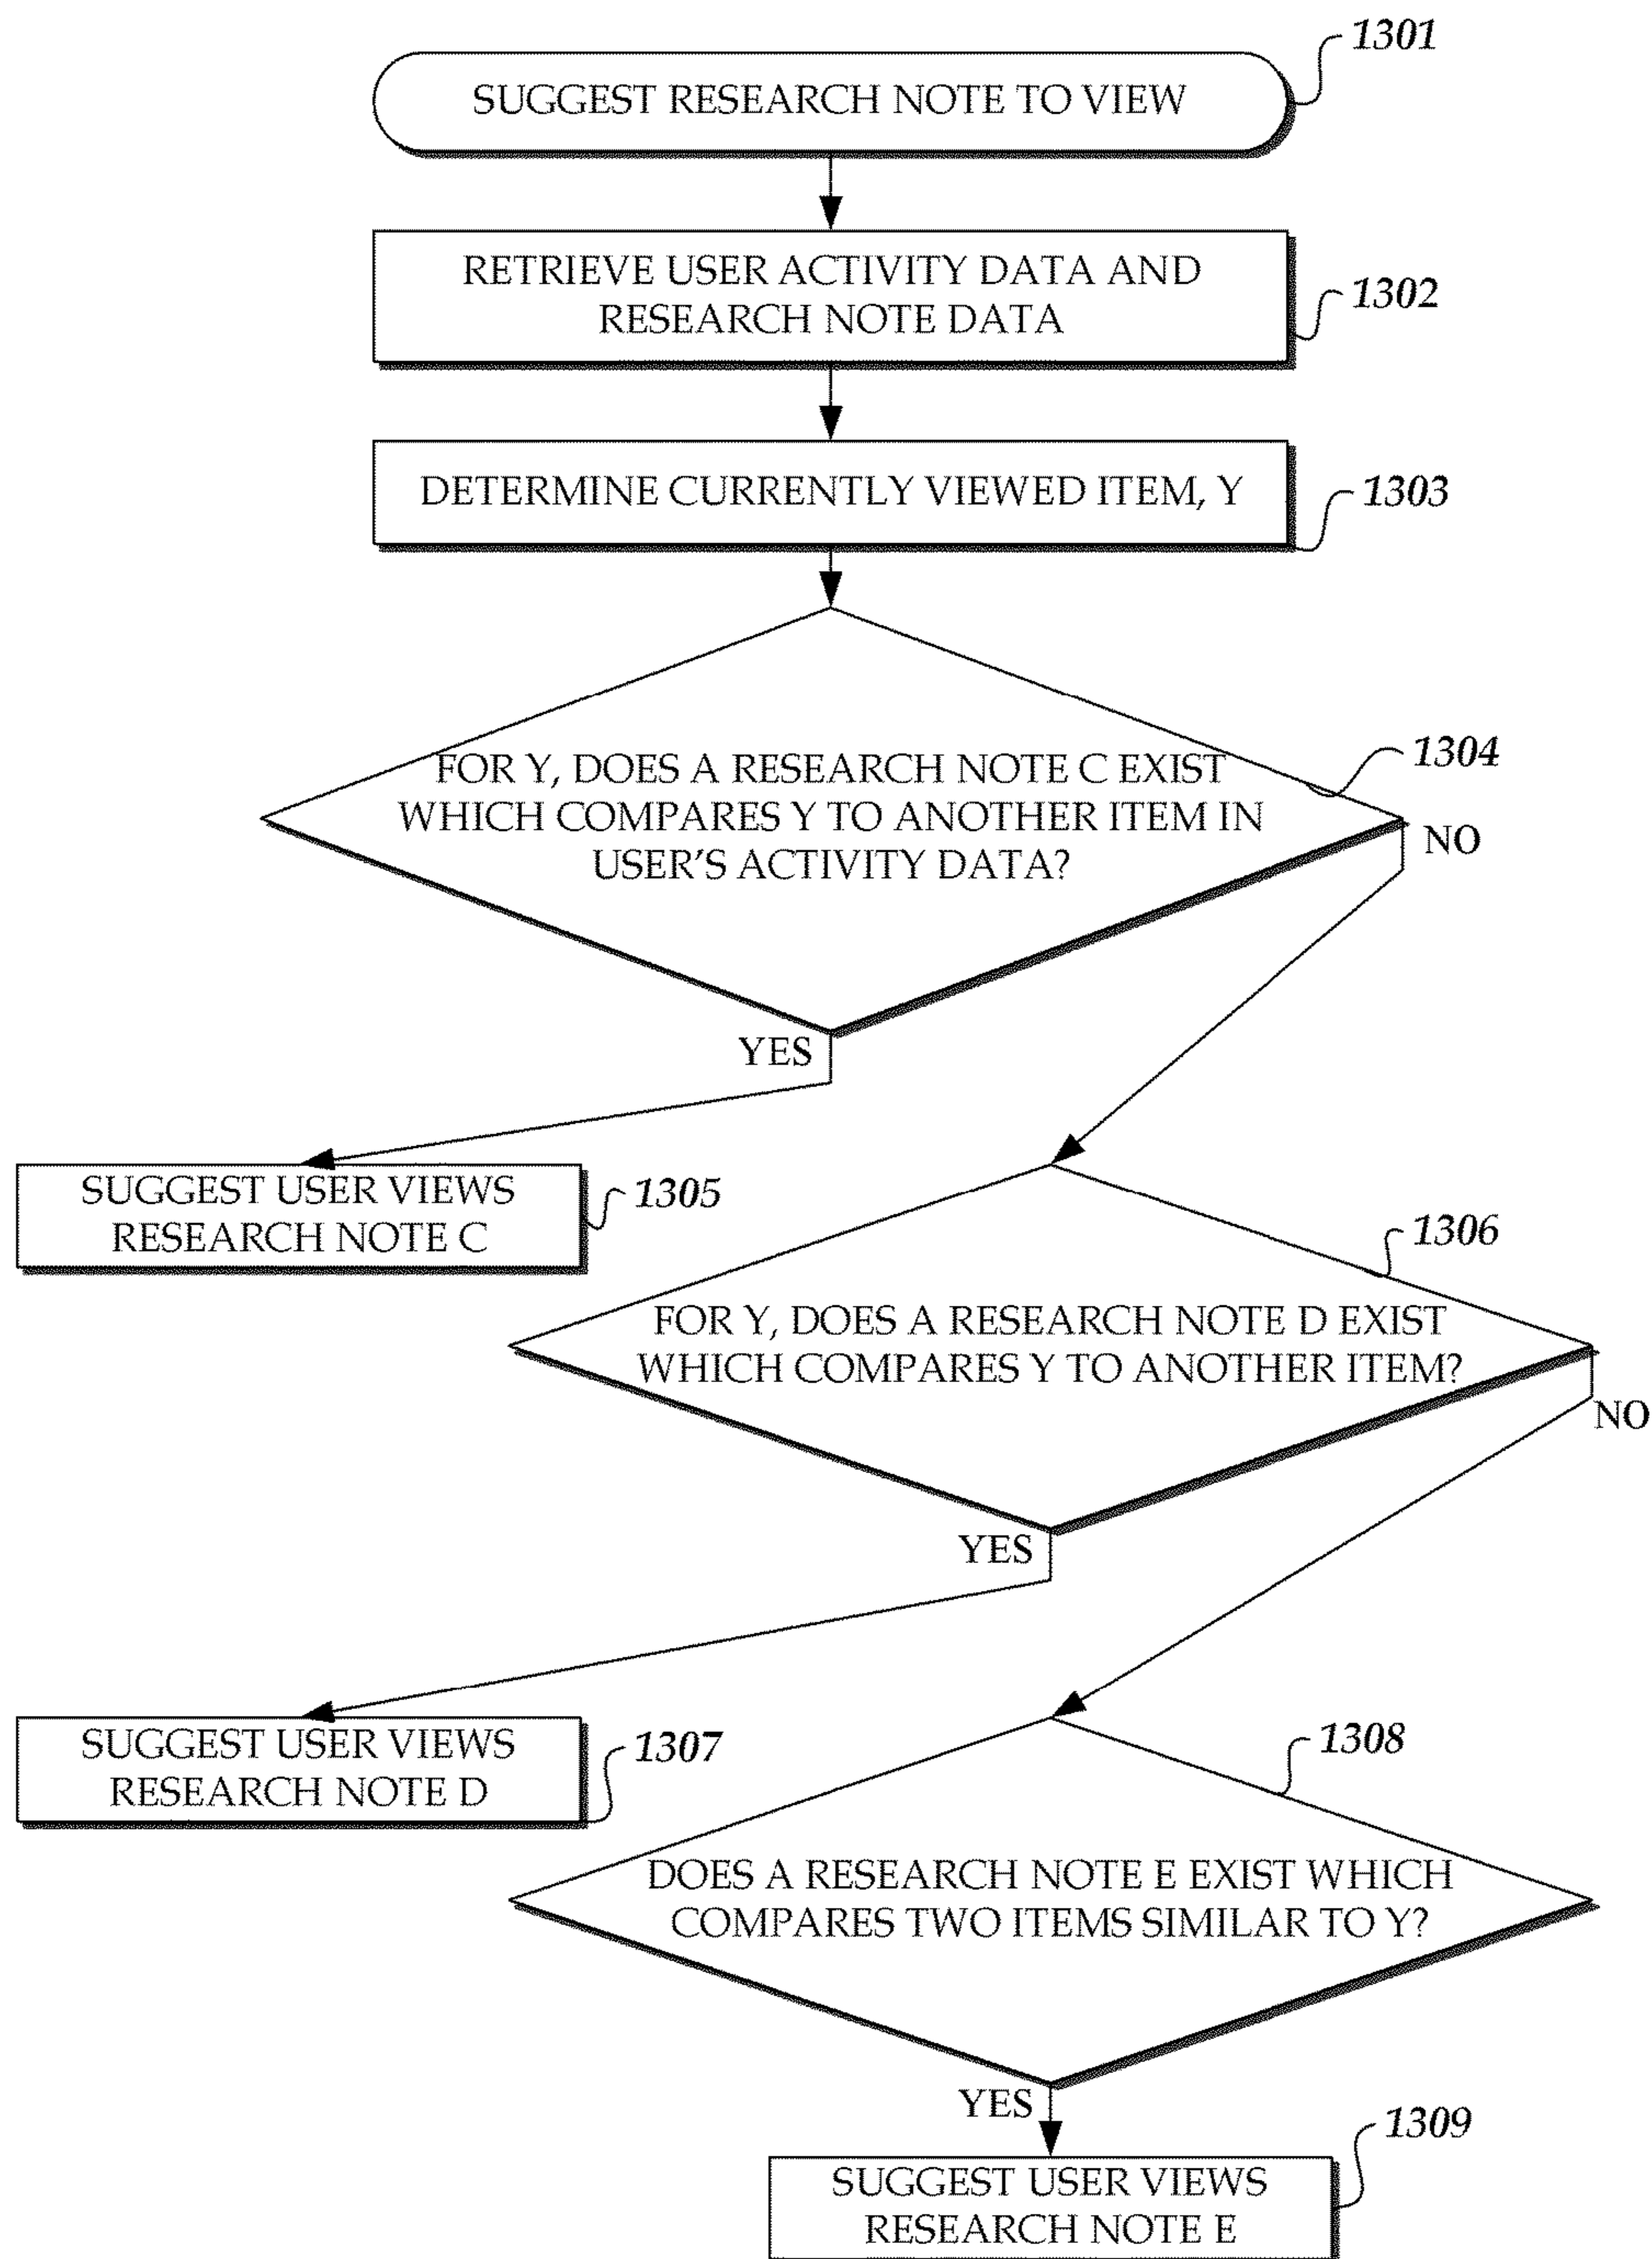 1301
SUGGEST RESEARCH NOTE TO VIEW
RETRIEVE USER ACTIVITY DATA AND
RESEARCH NOTE DATA
1302
DETERMINE CURRENTLY VIEWED ITEM, Y
1303
FOR Y, DOES A RESEARCH NOTE C EXIST
WHICH COMPARES Y TO ANOTHER ITEM IN
USER'S ACTIVITY DATA?
1304
NO
YES
SUGGEST USER VIEWS
RESEARCH NOTE C
1305
1306
FOR Y, DOES A RESEARCH NOTE D EXIST
WHICH COMPARES Y TO ANOTHER ITEM?
NO
YES
SUGGEST USER VIEWS
RESEARCH NOTE D
1307
1308
DOES A RESEARCH NOTE E EXIST WHICH
COMPARES TWO ITEMS SIMILAR TO Y?
YES
1309
SUGGEST USER VIEWS
RESEARCH NOTE E